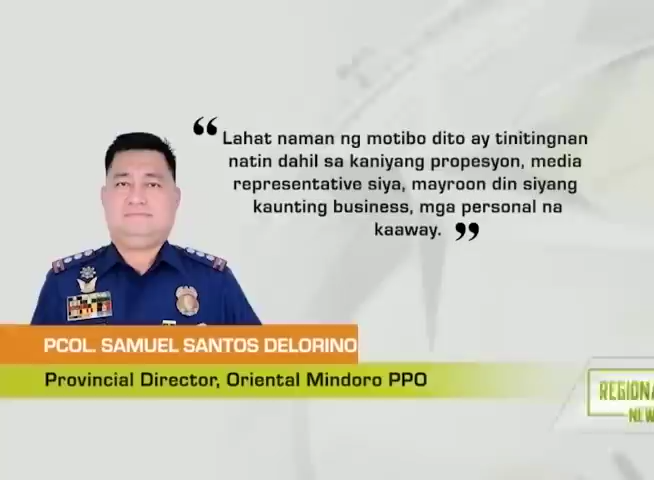 “ Lahat naman ng motibo dito ay tinitingnan
natin dahil sa kaniyang propesyon, media
representative siya, mayroon din siyang
kaunting business, mga personal na
kaaway. ”
PCOL. SAMUEL SANTOS DELORINO
Provincial Director, Oriental Mindoro PPO